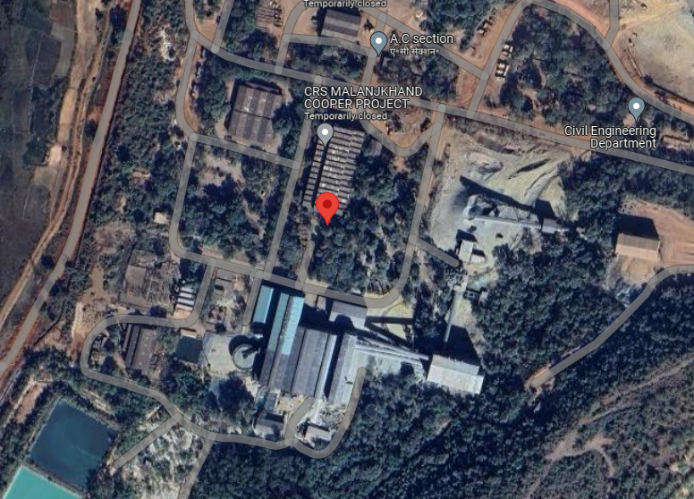 Temporarily closed
A.C section
ए॰सी सेक्शन॰
CRS MALANJKHAND
COOPER PROJECT.
Temporarily closed
Civil Engineering
Department